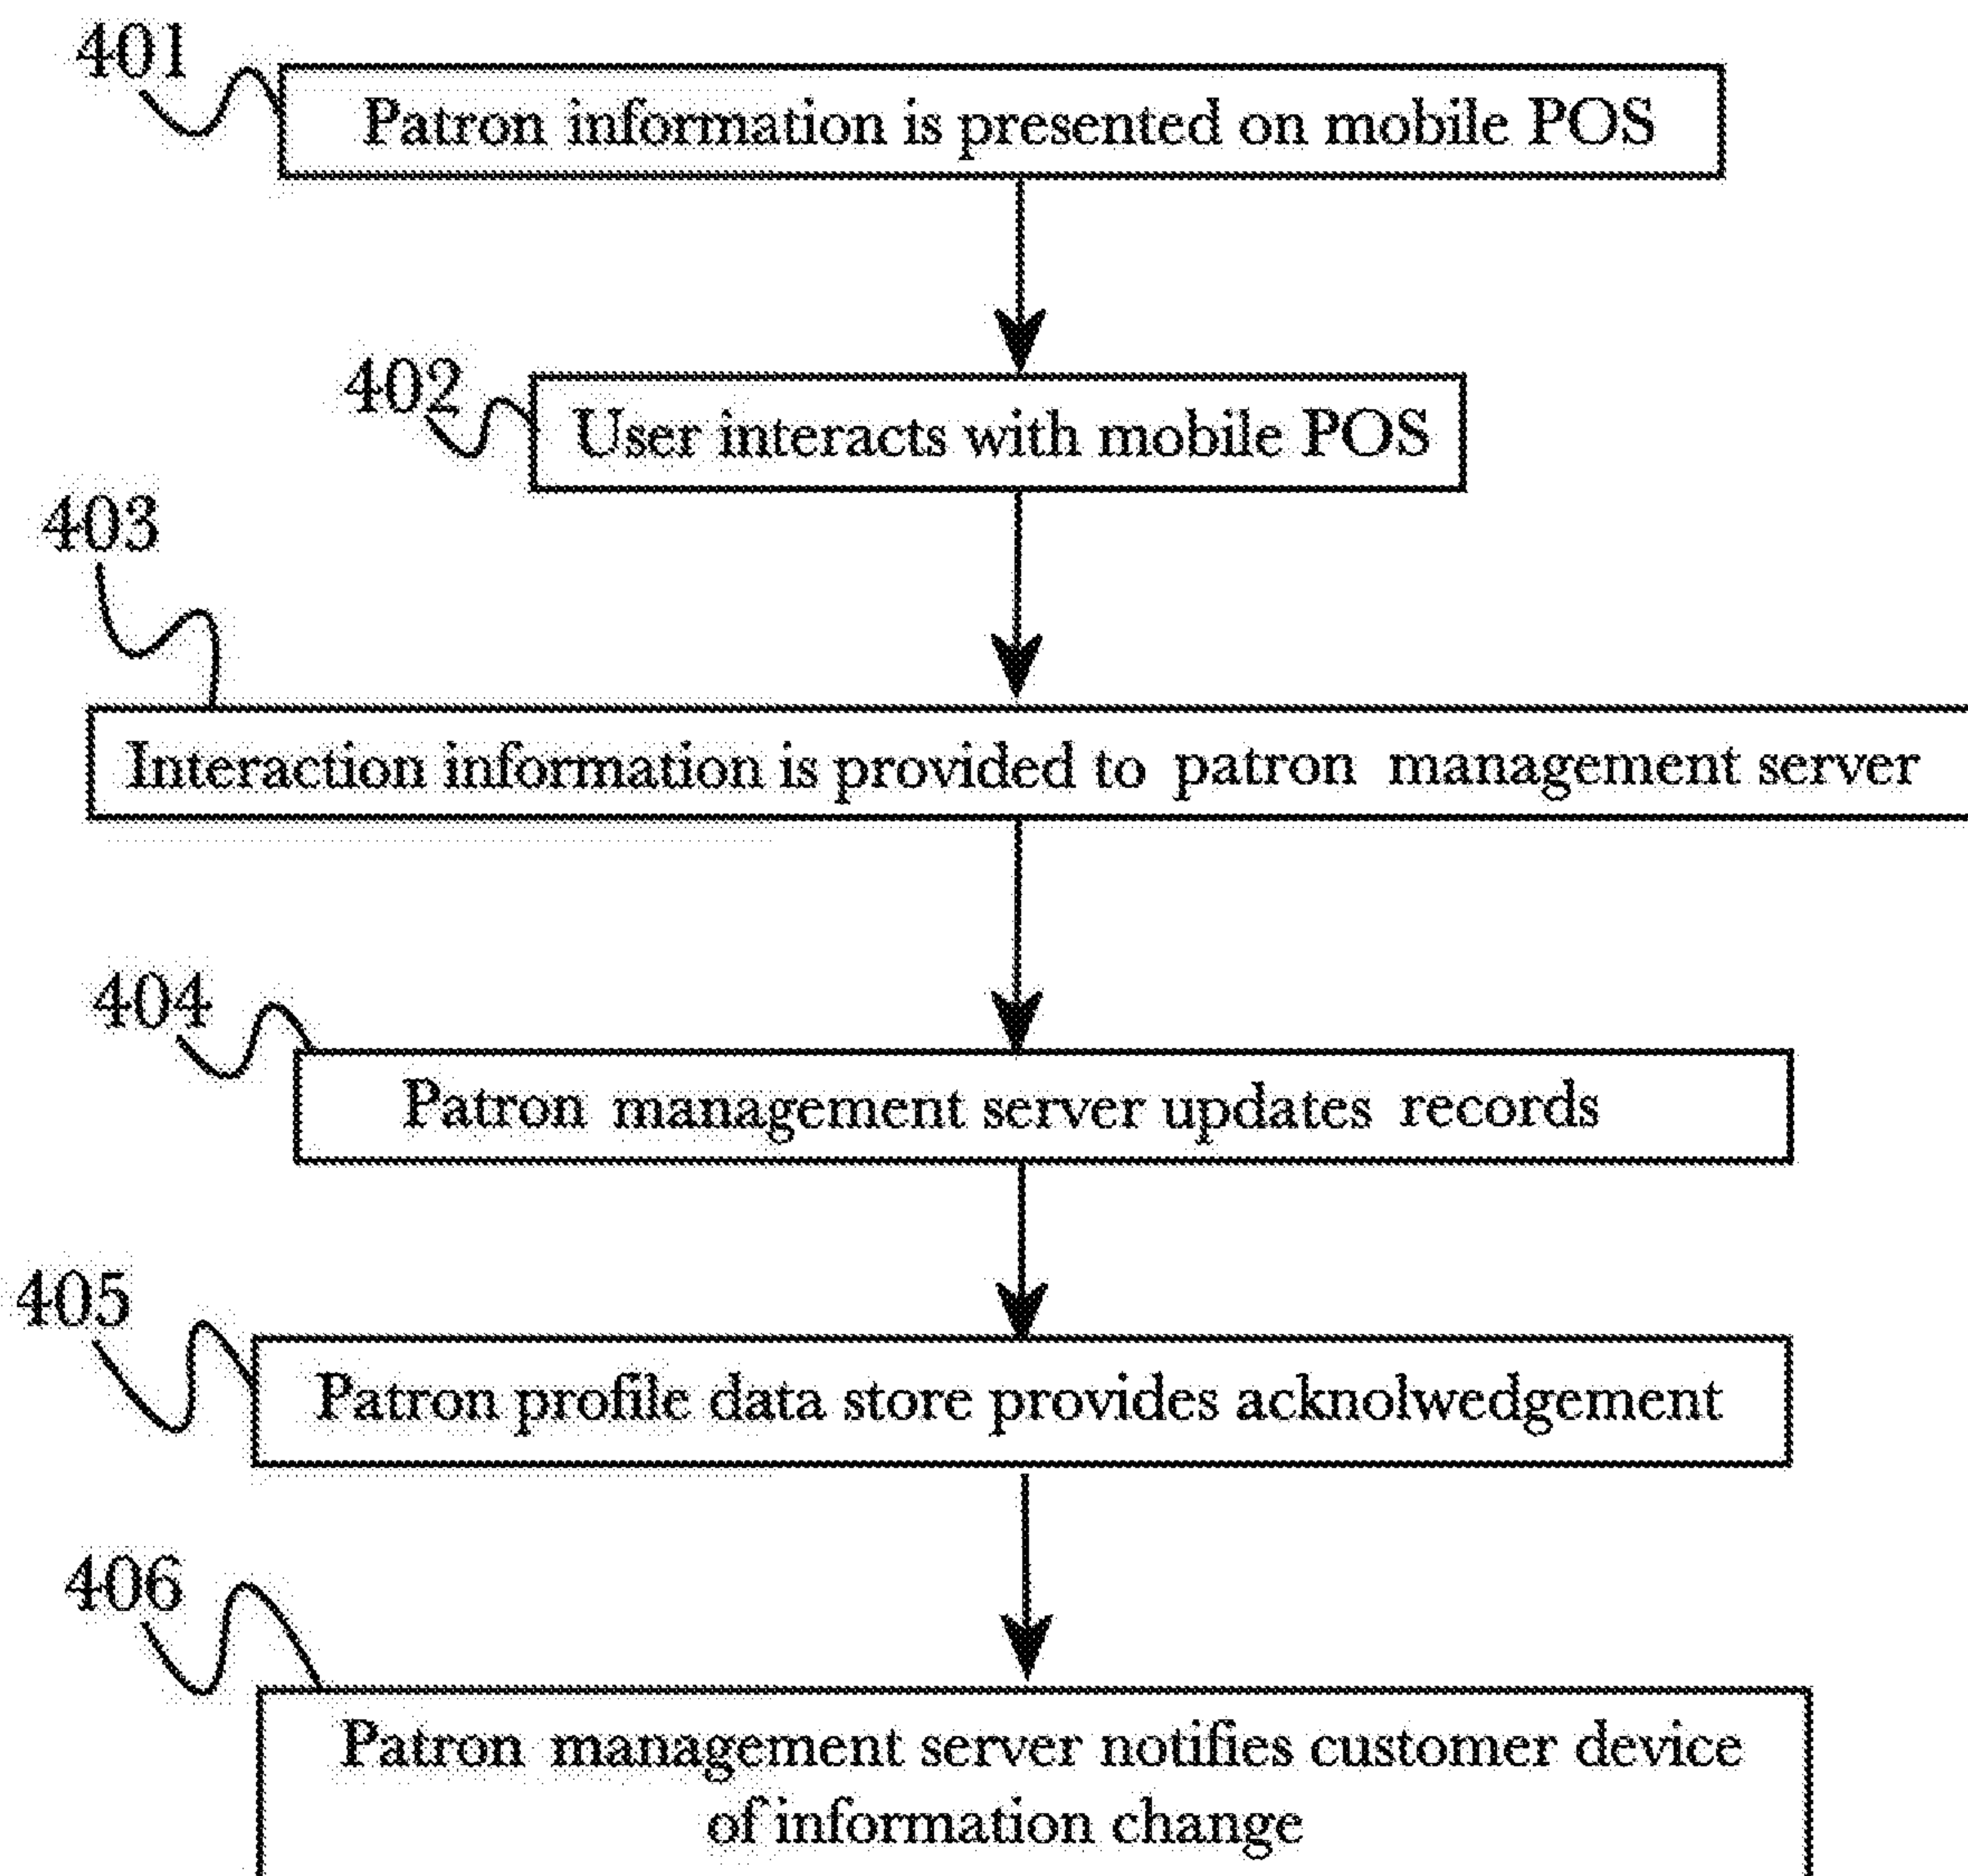 401
Patron information is presented on mobile POS
402
User interacts with mobile POS
403
Interaction information is provided to patron management server
404
Patron management server updates records
405
Patron profile data store provides acknolwedgement
406
Patron management server notifies customer device
of information change